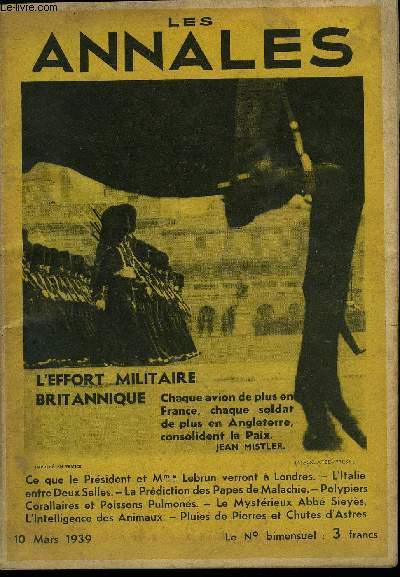 Le-livre.com
LES
ANNALES
L'EFFORT MILITAIRE
BRITANNIQUE
Chaque avion de plus en
France, chaque soldat
de plus en Angleterre,
consolident la Paix.
JEAN MISTLER.
Ce que le Président et Mme Lebrun verront à Londres. – L'Italie
entre Deux Selles. – La Prédiction des Papes de Malachie. – Polypiers
Coralliaires et Poissons Pulmonés. – Le Mystérieux Abbé Sieyès.
L'Intelligence des Animaux. – Pluies de Pierres et Chutes d'Astres
10 Mars 1939
Le No bimensuel : 3 francs